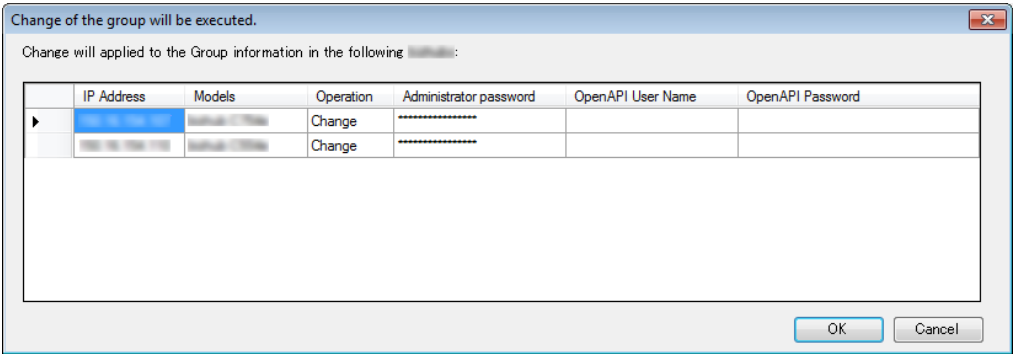 Change of the group will be executed.
Change will applied to the Group information in the following :
IP Address Models Operation Administrator password OpenAPI User Name OpenAPI Password
Change ****************
Change ****************
OK Cancel